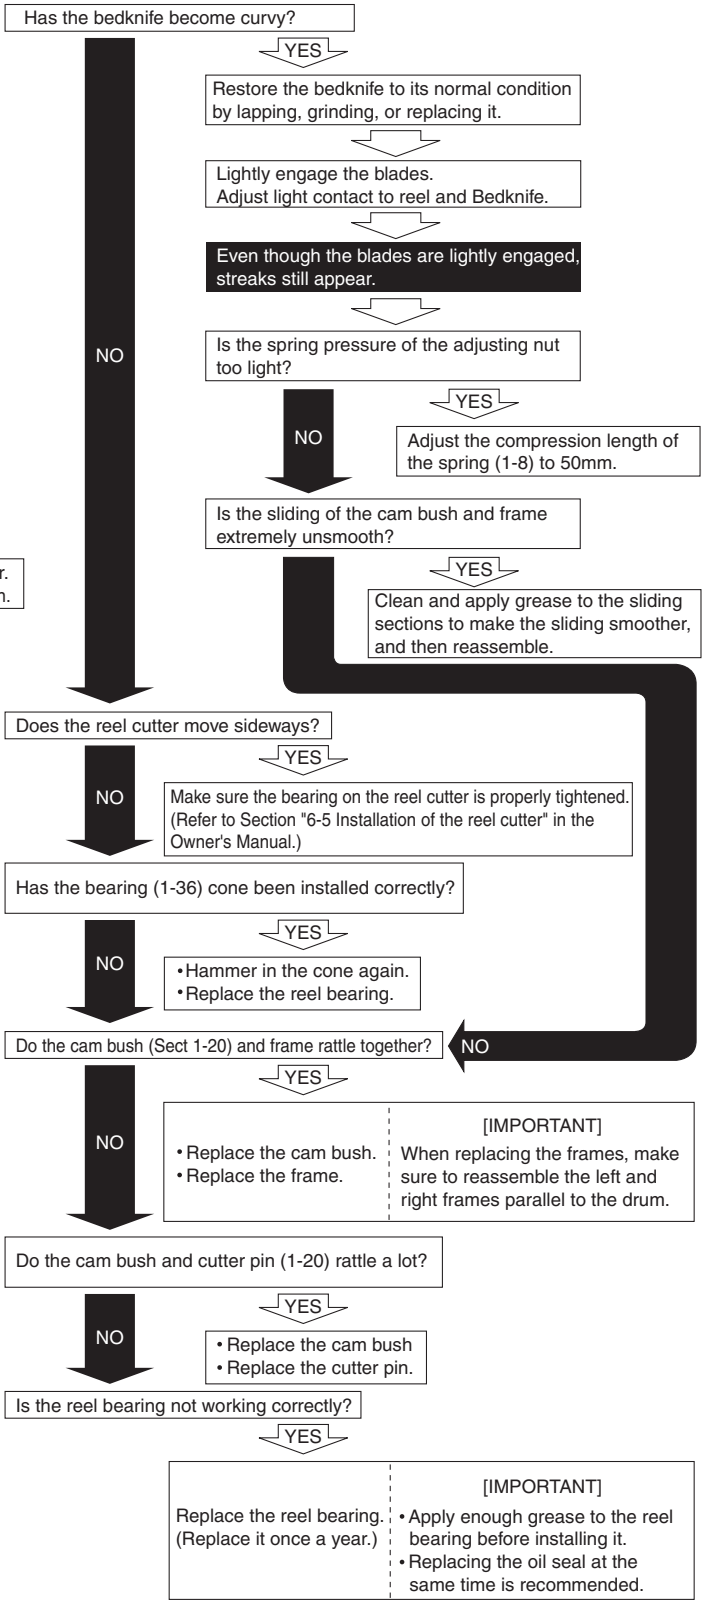 Has the bedknife become curvy?
YES
Restore the bedknife to its normal condition
by lapping, grinding, or replacing it.
Lightly engage the blades.
Adjust light contact to reel and Bedknife.
Even though the blades are lightly engaged,
streaks still appear.
NO
Is the spring pressure of the adjusting nut
too light?
YES
NO
Adjust the compression length of
the spring (1-8) to 50mm.
Is the sliding of the cam bush and frame
extremely unsmooth?
YES
Clean and apply grease to the sliding
sections to make the sliding smoother,
and then reassemble.
r.
Does the reel cutter move sideways?
YES
NO
Make sure the bearing on the reel cutter is properly tightened.
(Refer to Section "6-5 Installation of the reel cutter" in the
Owner's Manual.)
Has the bearing (1-36) cone been installed correctly?
YES
NO
•Hammer in the cone again.
•Replace the reel bearing.
Do the cam bush (Sect 1-20) and frame rattle together?
NO
YES
NO
• Replace the cam bush.
• Replace the frame.
[IMPORTANT]
When replacing the frames, make
sure to reassemble the left and
right frames parallel to the drum.
Do the cam bush and cutter pin (1-20) rattle a lot?
YES
NO
• Replace the cam bush
• Replace the cutter pin.
Is the reel bearing not working correctly?
YES
Replace the reel bearing.
(Replace it once a year.)
[IMPORTANT]
•Apply enough grease to the reel
bearing before installing it.
•Replacing the oil seal at the
same time is recommended.